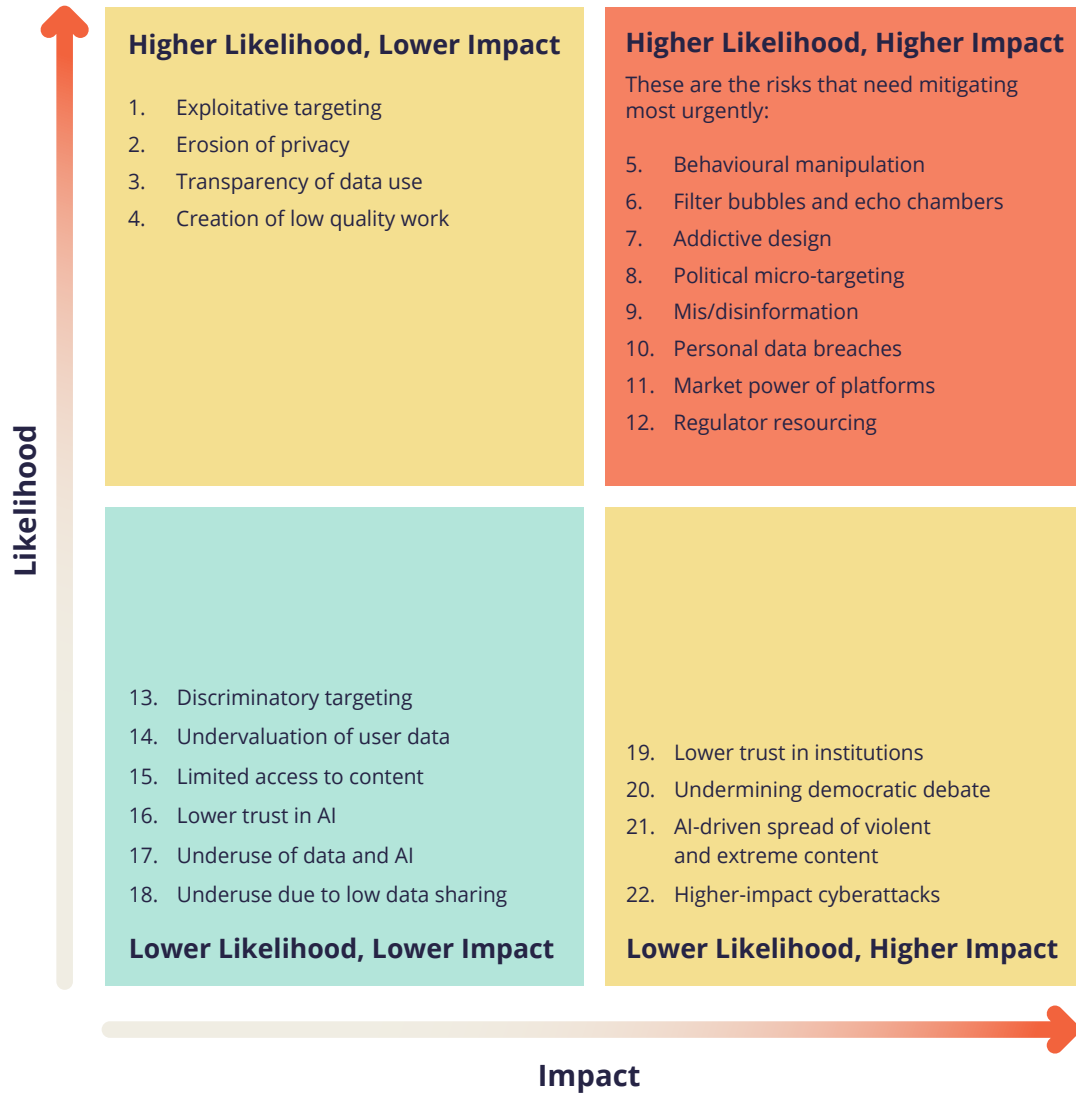 Likelihood
Higher Likelihood, Lower Impact
1. Exploitative targeting
2. Erosion of privacy
3. Transparency of data use
4. Creation of low quality work
Higher Likelihood, Higher Impact
These are the risks that need mitigating
most urgently:
5. Behavioural manipulation
6. Filter bubbles and echo chambers
7. Addictive design
8. Political micro-targeting
9. Mis/disinformation
10. Personal data breaches
11. Market power of platforms
12. Regulator resourcing
13. Discriminatory targeting
14. Undervaluation of user data
15. Limited access to content
16. Lower trust in AI
17. Underuse of data and AI
18. Underuse due to low data sharing
Lower Likelihood, Lower Impact
19. Lower trust in institutions
20. Undermining democratic debate
21. AI-driven spread of violent
and extreme content
22. Higher-impact cyberattacks
Lower Likelihood, Higher Impact
Impact